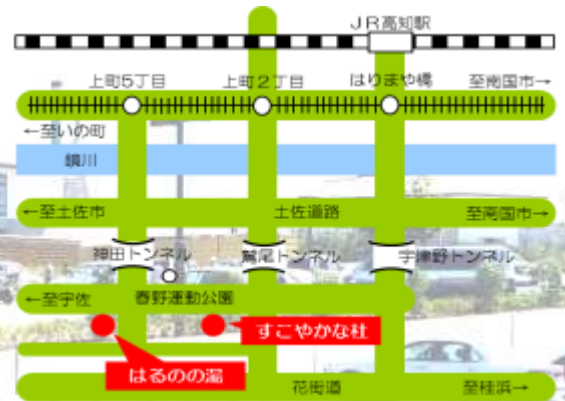 JR高知駅
上町5丁目
上町2丁目
はりまや橋
至南国市→
←至いの町
鏡川
←至土佐市
土佐道路
至南国市→
神田トンネル
鷲尾トンネル
宇津野トンネル
←至宇佐
春野運動公園
すこやかな杜
はるのの湯
花街道
至桂浜→